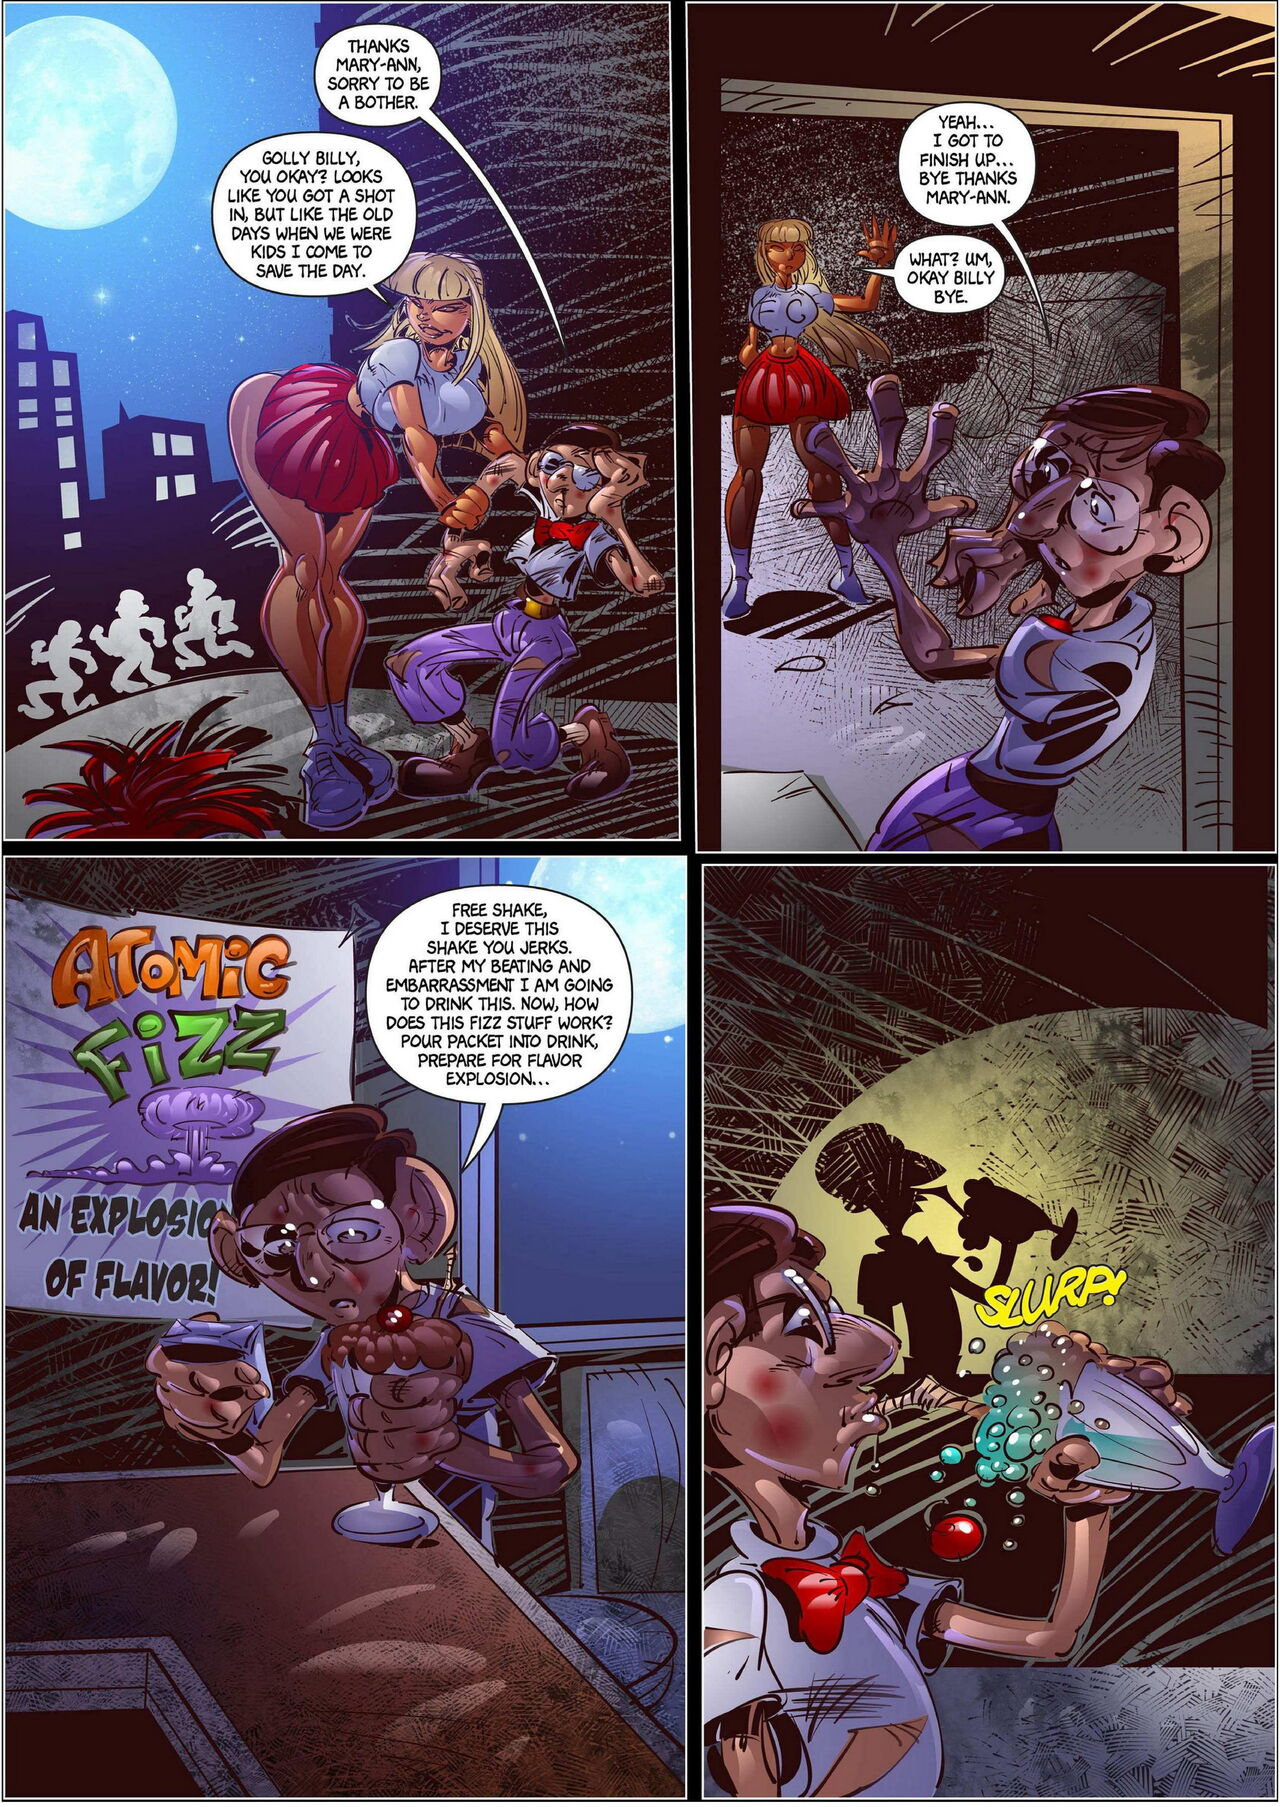 THANKS
MARY-ANN,
SORRY TO BE
A BOTHER.
GOLLY BILLY,
YOU OKAY? LOOKS
LIKE YOU GOT A SHOT
IN, BUT LIKE THE OLD
DAYS WHEN WE WERE
KIDS I COME TO
SAVE THE DAY.
YEAH...
I GOT TO
FINISH UP...
BYE THANKS
MARY-ANN.
WHAT? UM,
OKAY BILLY
BYE.
FREE SHAKE,
I DESERVE THIS
SHAKE YOU JERKS.
AFTER MY BEATING AND
EMBARRASSMENT I AM GOING
TO DRINK THIS. NOW, HOW
DOES THIS FIZZ STUFF WORK?
POUR PACKET INTO DRINK,
PREPARE FOR FLAVOR
EXPLOSION...
ATOMIC
FIZZ
AN EXPLOSION
OF FLAVOR!
SLURP!